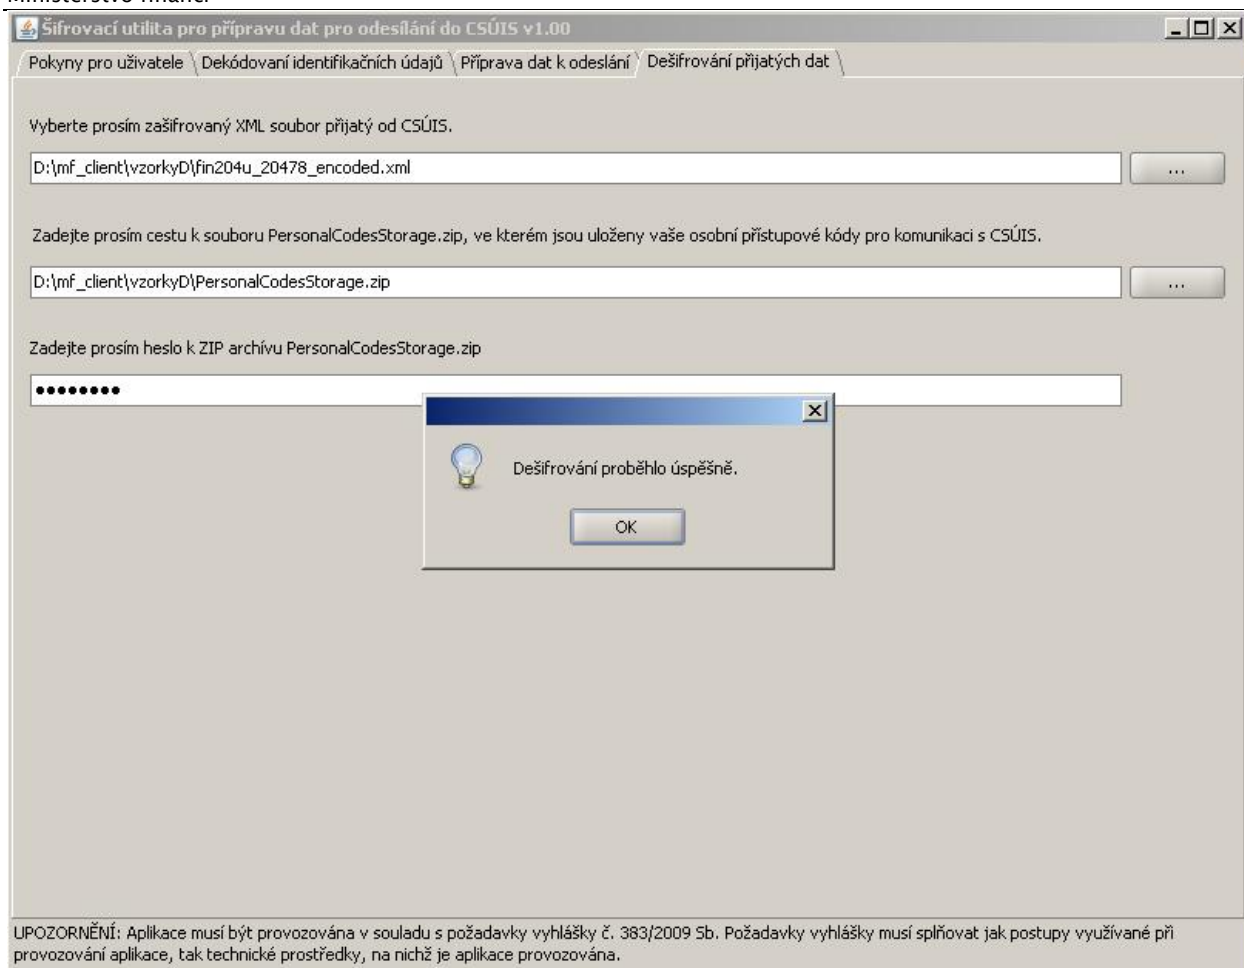 Ministerstvo financí
Šifrovací utilita pro přípravu dat pro odesílání do CSÚIS v1.00
Pokyny pro uživatele Dekódovaní identifikačních údajů Příprava dat k odeslání Dešifrování přijatých dat
Vyberte prosím zašifrovaný XML soubor přijatý od CSÚIS.
D:\mf_client\vzorkyD\fin204u_20478_encoded.xml ...
Zadejte prosím cestu k souboru PersonalCodesStorage.zip, ve kterém jsou uloženy vaše osobní přístupové kódy pro komunikaci s CSÚIS.
D:\mf_client\vzorkyD\PersonalCodesStorage.zip ...
Zadejte prosím heslo k ZIP archívu PersonalCodesStorage.zip
••••••••
Dešifrování proběhlo úspěšně.
OK
UPOZORNĚNÍ: Aplikace musí být provozována v souladu s požadavky vyhlášky č. 383/2009 Sb. Požadavky vyhlášky musí splňovat jak postupy využívané při
provozování aplikace, tak technické prostředky, na nichž je aplikace provozována.